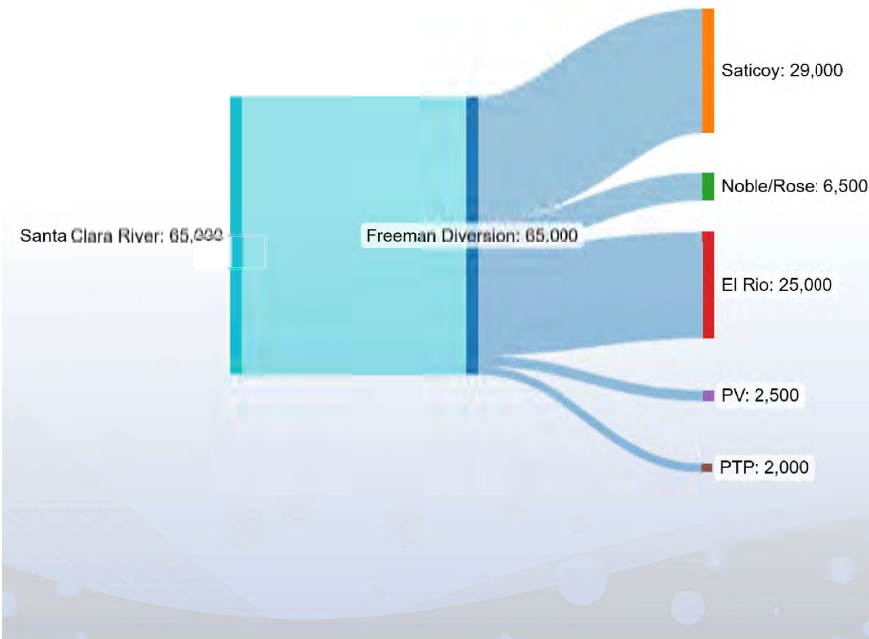 Saticoy: 29,000
Noble/Rose: 6,500
Santa Clara River: 65,000
Freeman Diversion: 65,000
El Rio: 25,000
PV: 2,500
PTP: 2,000